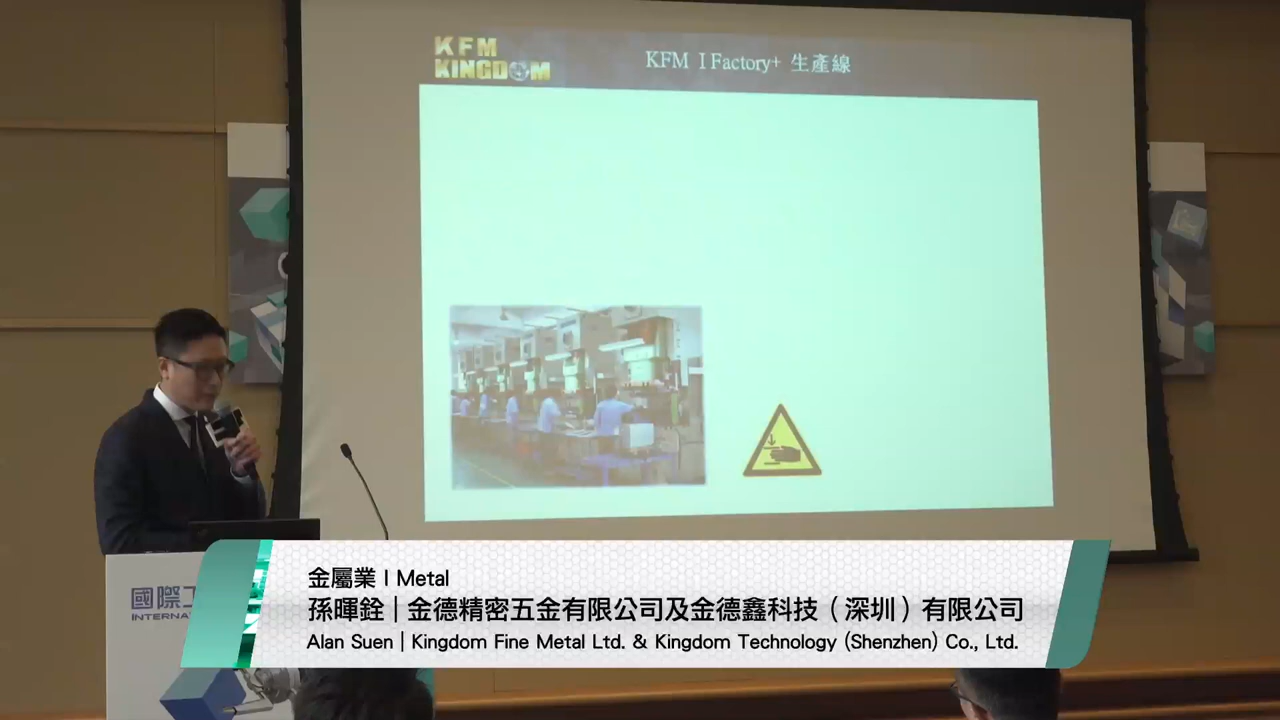 KFM
KINGDOM
KFM I Factory+ 生產線
國際工
INTERNA
金屬業 I Metal
孫暉銓 | 金德精密五金有限公司及金德鑫科技（深圳）有限公司
Alan Suen | Kingdom Fine Metal Ltd. & Kingdom Technology (Shenzhen) Co., Ltd.